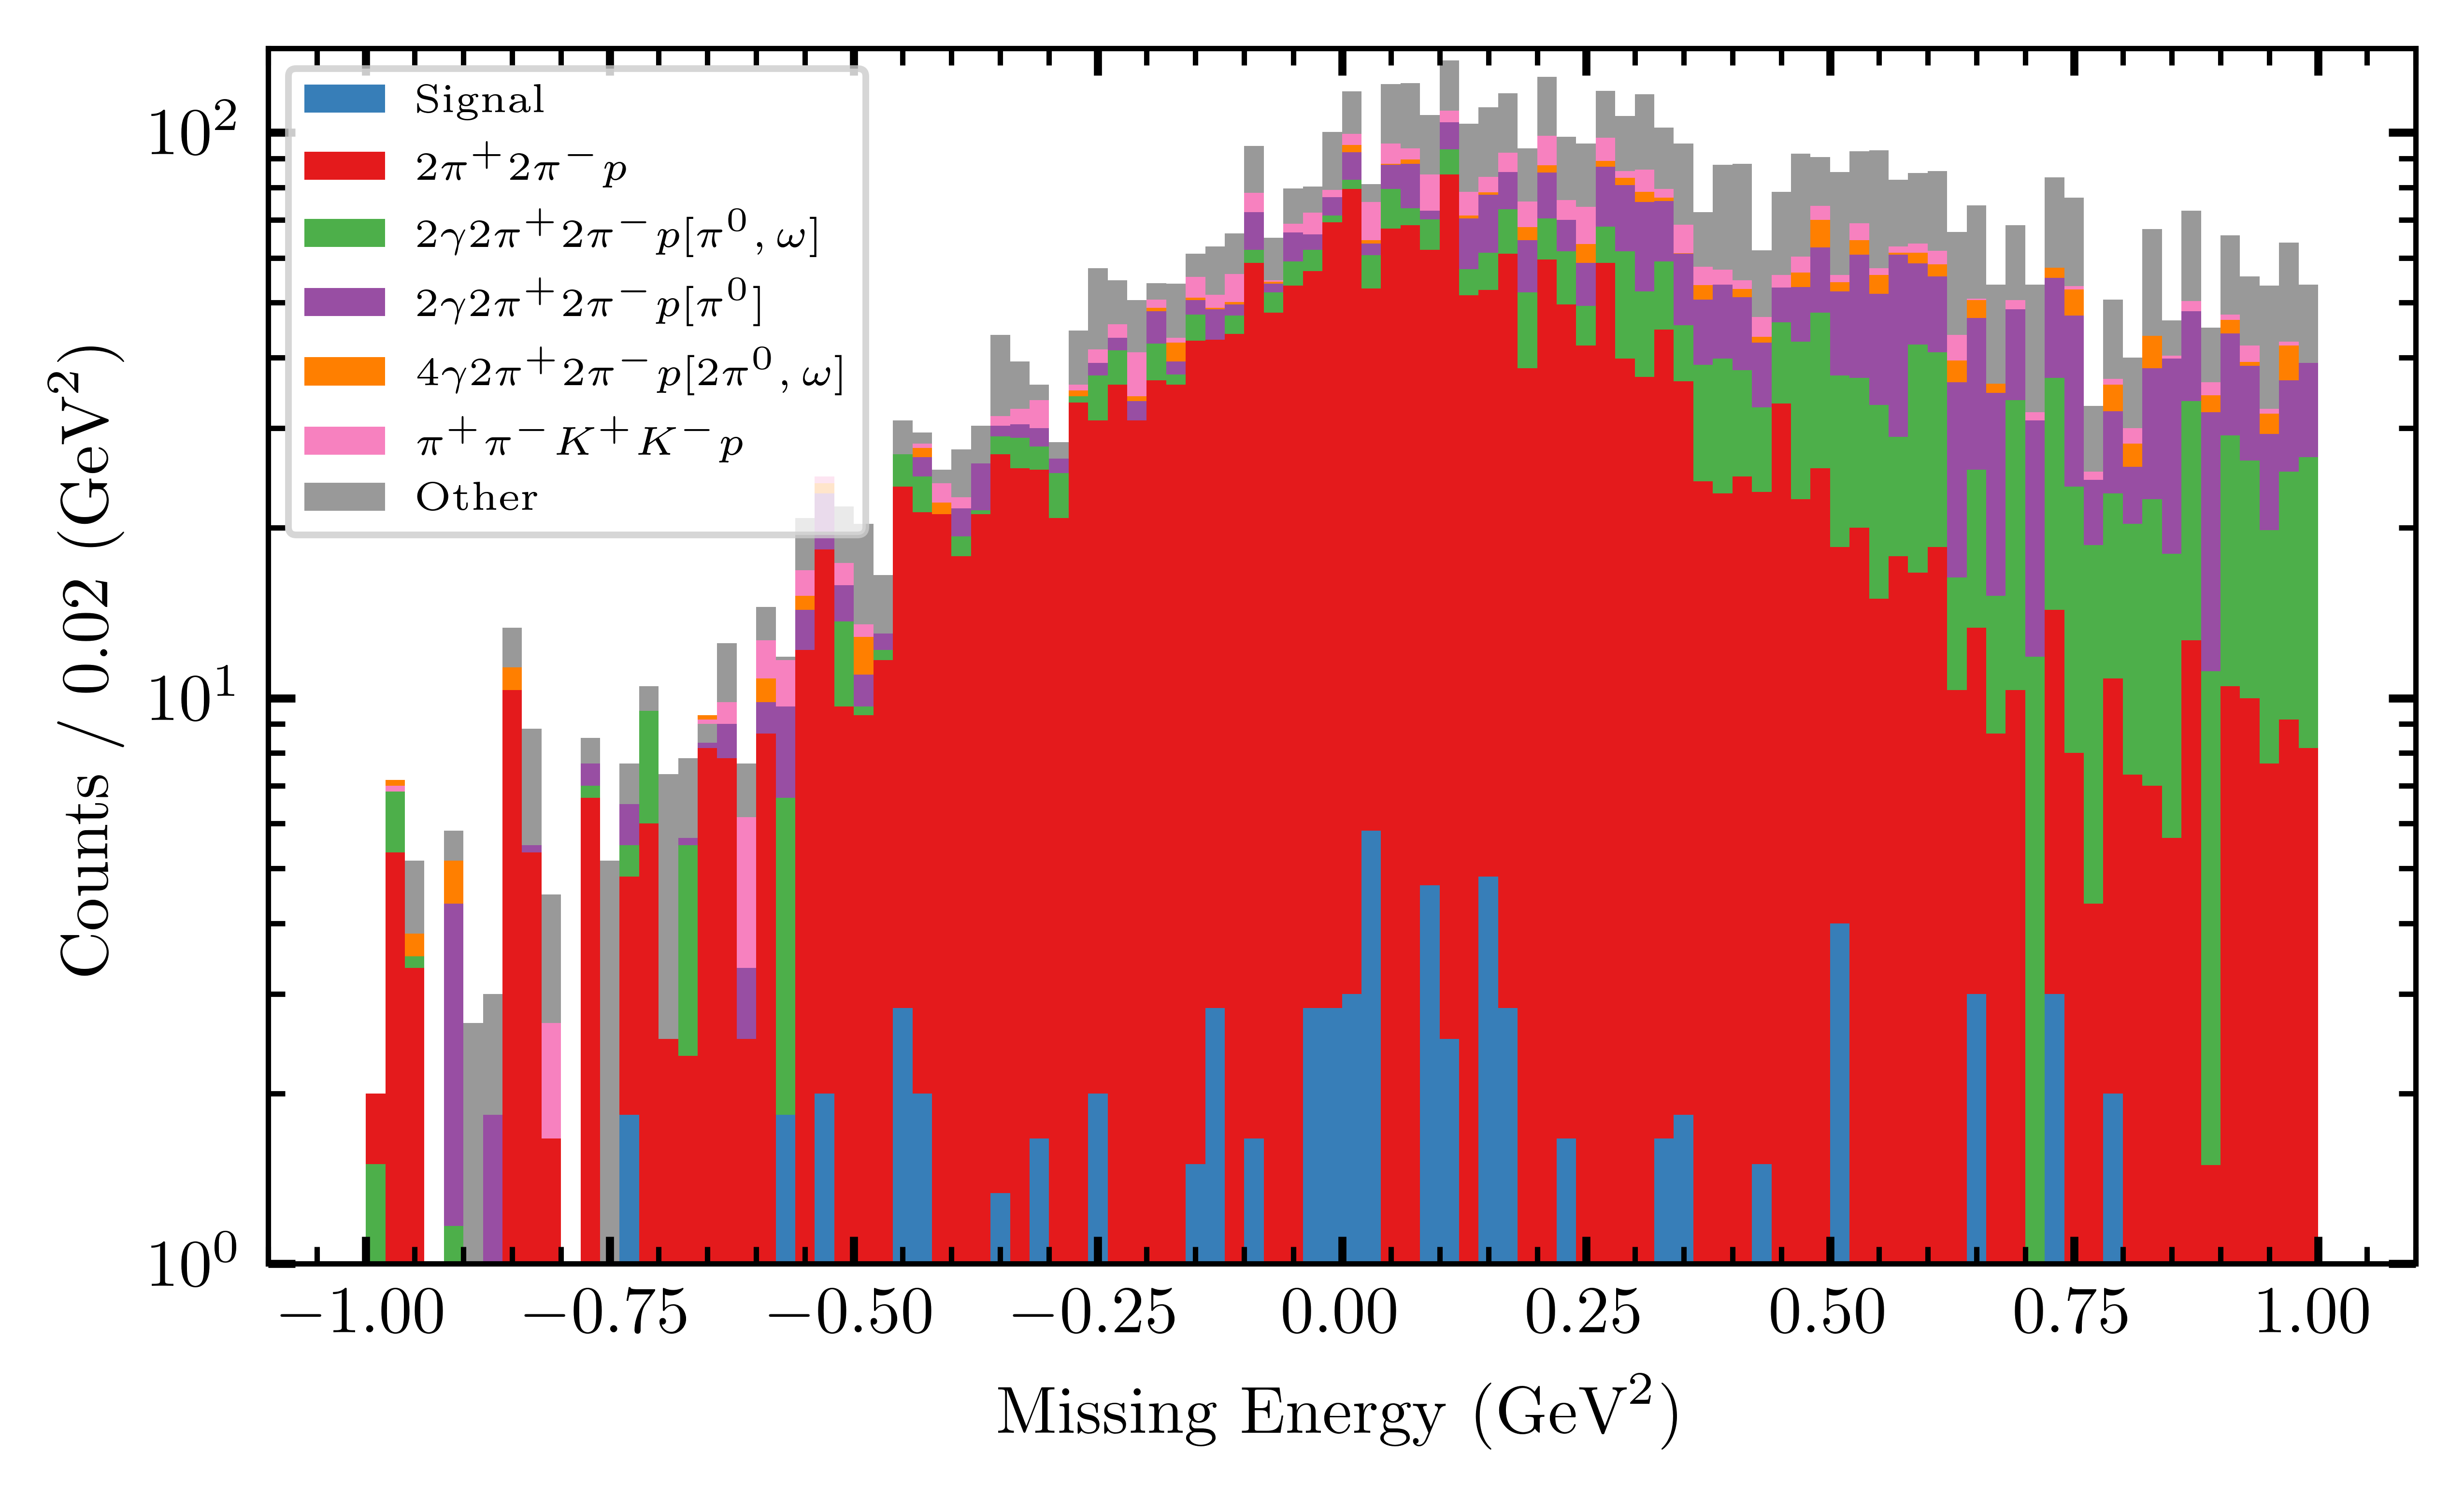 Counts / 0.02 (GeV²)
10²
10¹
10⁰
Signal
2π⁺2π⁻p
2γ2π⁺2π⁻p[π⁰, ω]
2γ2π⁺2π⁻p[π⁰]
4γ2π⁺2π⁻p[2π⁰, ω]
π⁺π⁻K⁺K⁻p
Other
−1.00 −0.75 −0.50 −0.25 0.00 0.25 0.50 0.75 1.00
Missing Energy (GeV²)